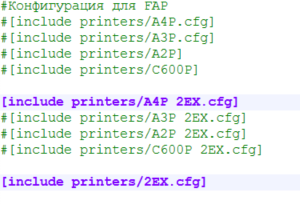 #Конфигурация для FAP
#[include printers/A4P.cfg]
#[include printers/A3P.cfg]
#[include printers/A2P]
#[include printers/C600P]
[include printers/A4P 2EX.cfg]
#[include printers/A3P 2EX.cfg]
#[include printers/A2P 2EX.cfg]
#[include printers/C600P 2EX.cfg]
[include printers/2EX.cfg]